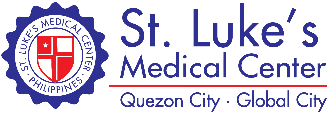 ST. LUKE'S MEDICAL CENTER
· PHILIPPINES ·
St. Luke's
Medical Center
Quezon City · Global City